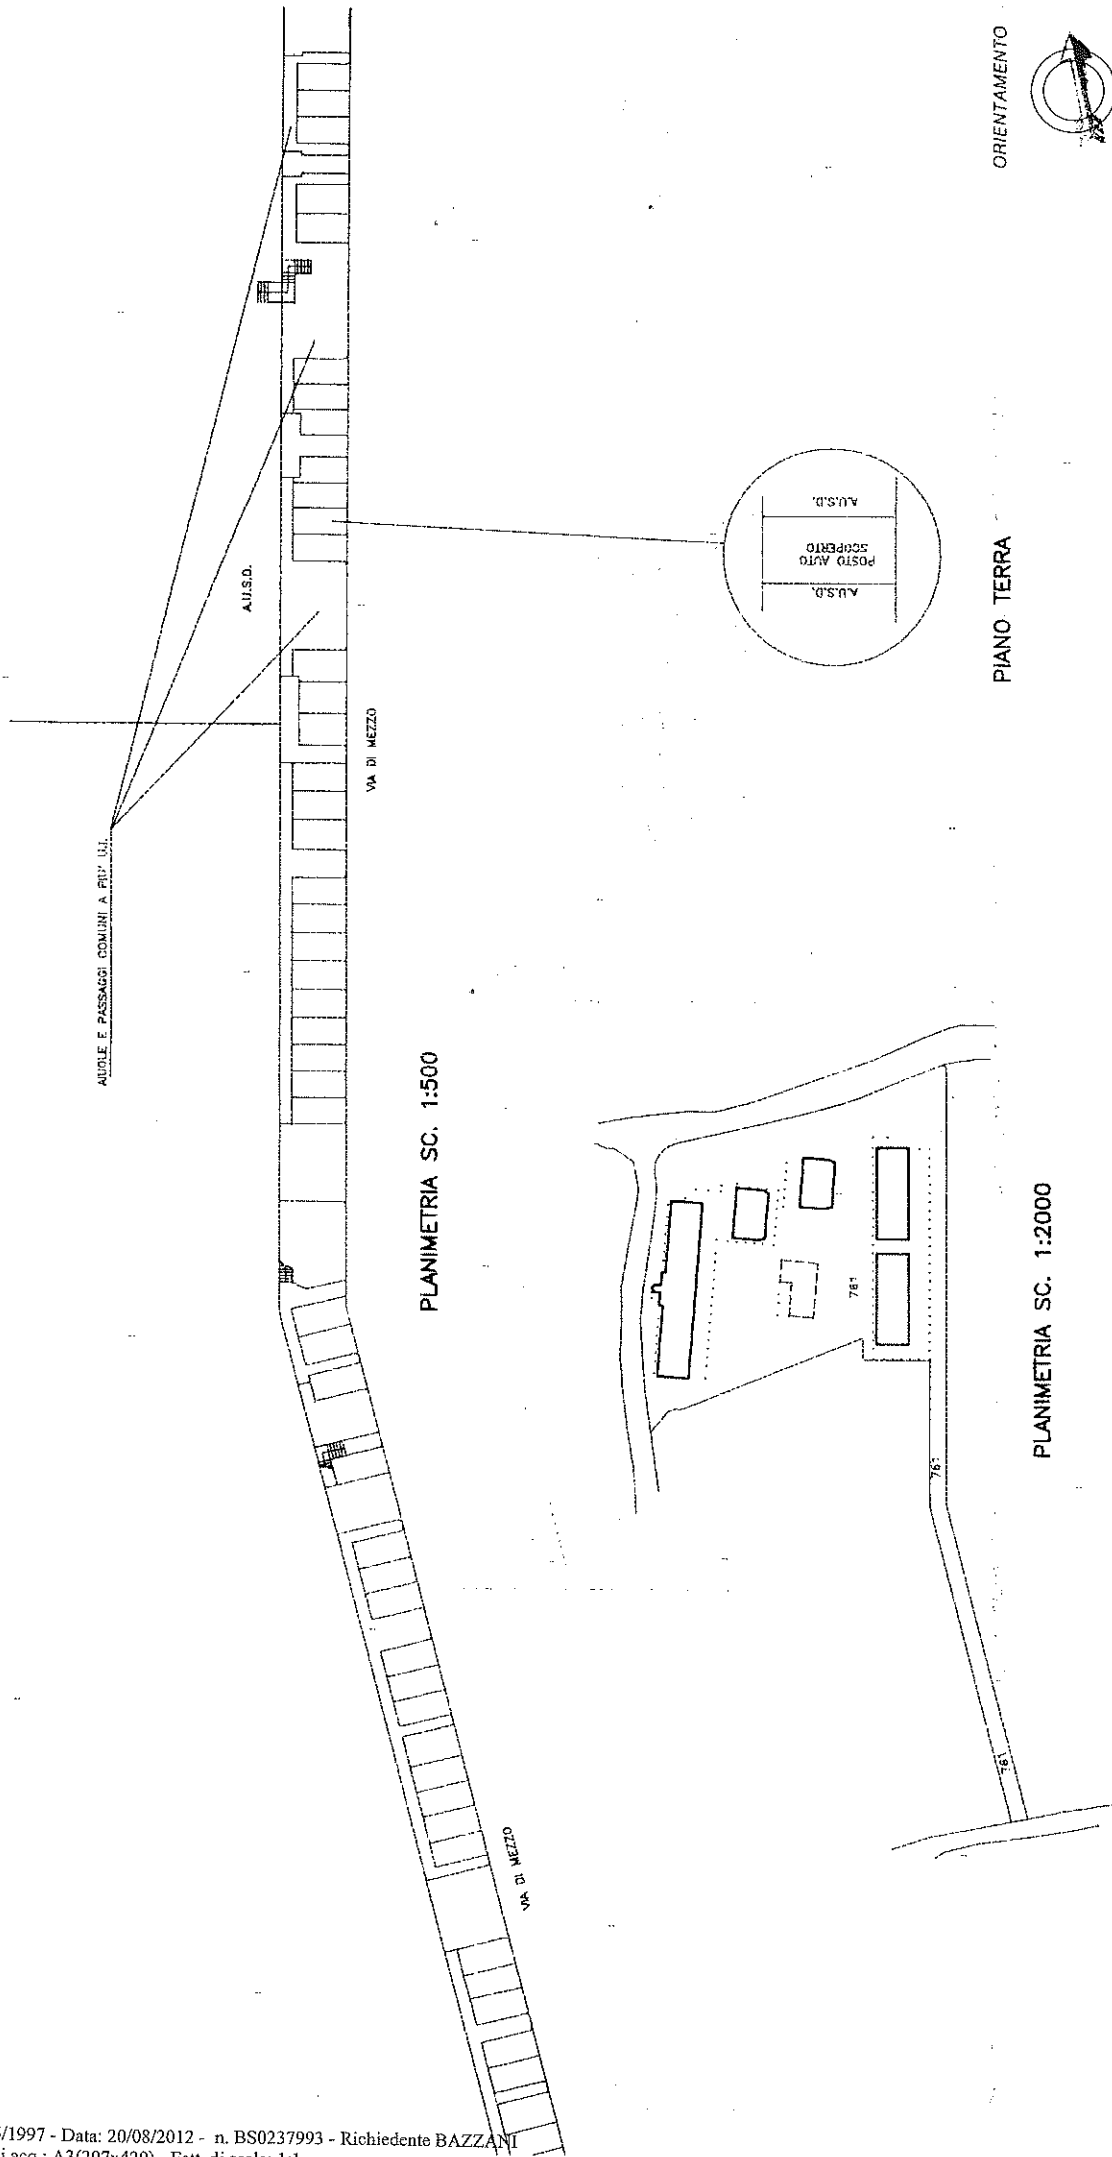 ORIENTAMENTO
AIUOLE E PASSAGGI COMUNI A PIU' U.I.
A.U.S.D.
VIA DI MEZZO
A.U.S.D.
POSTO AUTO
SCOPERTO
A.U.S.D.
PIANO TERRA
PLANIMETRIA SC. 1:500
VIA DI MEZZO
761
761
761
PLANIMETRIA SC. 1:2000
/1997 - Data: 20/08/2012 - n. BS0237993 - Richiedente BAZZANI